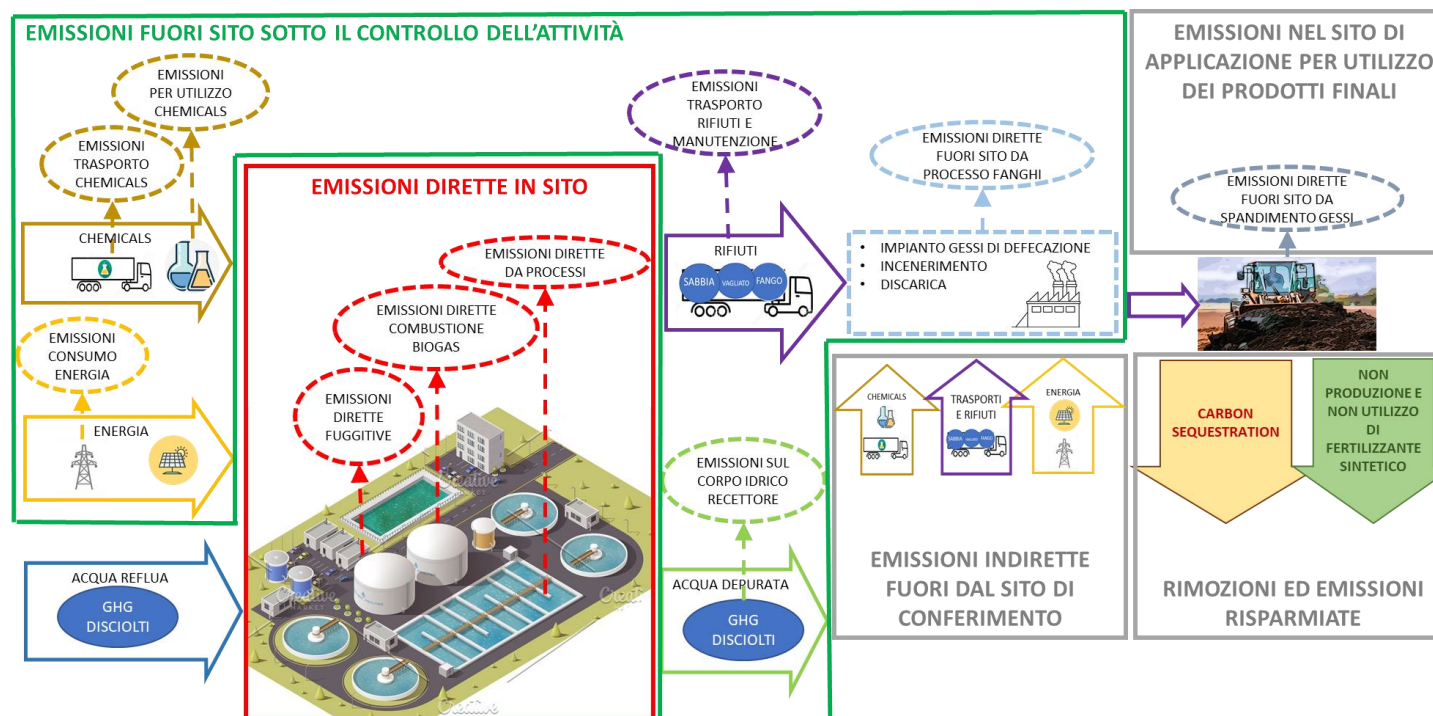 EMISSIONI FUORI SITO SOTTO IL CONTROLLO DELL'ATTIVITÀ
EMISSIONI
PER UTILIZZO
CHEMICALS
EMISSIONI
TRASPORTO
CHEMICALS
CHEMICALS
EMISSIONI
CONSUMO
ENERGIA
ENERGIA
ACQUA REFLUA
GHG
DISCIOLTI
EMISSIONI DIRETTE IN SITO
EMISSIONI DIRETTE
DA PROCESSI
EMISSIONI DIRETTE
COMBUSTIONE
BIOGAS
EMISSIONI
DIRETTE
FUGGITIVE
Creative
MARKET
Creative
Creative
EMISSIONI
TRASPORTO
RIFIUTI E
MANUTENZIONE
RIFIUTI
SABBIA
VAGLIATO
FANGO
EMISSIONI DIRETTE
FUORI SITO DA
PROCESSO FANGHI
• IMPIANTO GESSI DI DEFECAZIONE
• INCENERIMENTO
• DISCARICA
EMISSIONI SUL
CORPO IDRICO
RECETTORE
ACQUA DEPURATA
GHG
DISCIOLTI
EMISSIONI NEL SITO DI
APPLICAZIONE PER UTILIZZO
DEI PRODOTTI FINALI
EMISSIONI DIRETTE
FUORI SITO DA
SPANDIMENTO GESSI
CHEMICALS
TRASPORTI
E RIFIUTI
SABBIA
VAGLIATO
FANGO
ENERGIA
EMISSIONI INDIRETTE
FUORI DAL SITO DI
CONFERIMENTO
CARBON
SEQUESTRATION
NON
PRODUZIONE E
NON UTILIZZO
DI
FERTILIZZANTE
SINTETICO
RIMOZIONI ED EMISSIONI
RISPARMIATE